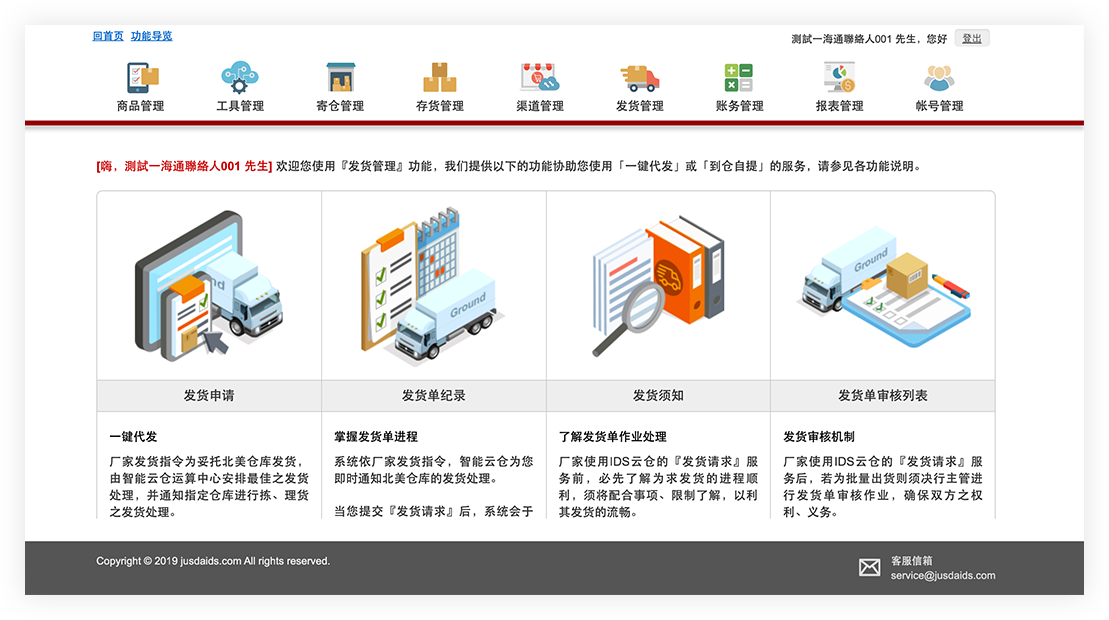 回首页 功能导览
测試一海通聯絡人001 先生，您好 登出
商品管理 工具管理 寄仓管理 存货管理 渠道管理 发货管理 账务管理 报表管理 帐号管理
[嗨，测試一海通聯絡人001 先生] 欢迎您使用『发货管理』功能，我们提供以下的功能协助您使用「一键代发」或「到仓自提」的服务，请参见各功能说明。
nd
Ground
Ground
发货申请
发货单纪录
发货须知
发货单审核列表
一键代发
厂家发货指令为妥托北美仓库发货，
由智能云仓运算中心安排最佳之发货
处理，并通知指定仓库进行拣、理货
之发货处理。
掌握发货单进程
系统依厂家发货指令，智能云仓为您
即时通知北美仓库的发货处理。
当您提交『发货请求』后，系统会于
了解发货单作业处理
厂家使用IDS云仓的『发货请求』服
务前，必先了解为求发货的进程顺
利，须将配合事项、限制了解，以利
其发货的流畅。
发货审核机制
厂家使用IDS云仓的『发货请求』服
务后，若为批量出货则须决行主管进
行发货单审核作业，确保双方之权
利、义务。
Copyright © 2019 jusdaids.com All rights reserved.
客服信箱
service@jusdaids.com